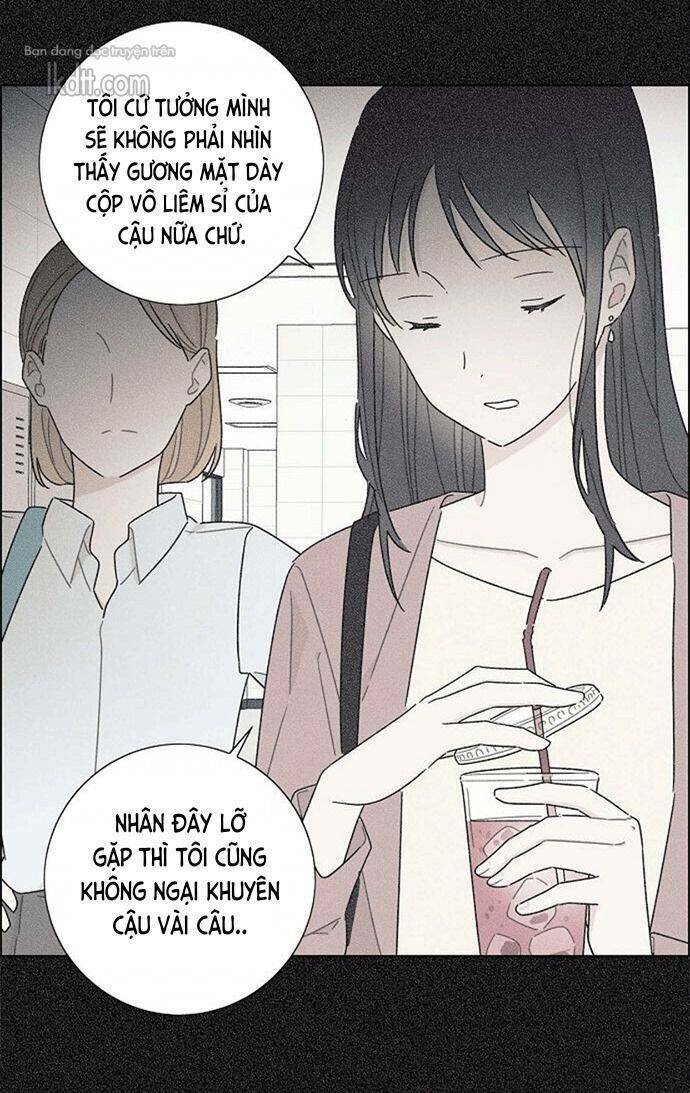 Bạn đang đọc truyện trên
lkdtt.com
TÔI CỨ TƯỞNG MÌNH
SẼ KHÔNG PHẢI NHÌN
THẤY GƯƠNG MẶT DÀY
CỘP VÔ LIÊM SỈ CỦA
CẬU NỮA CHỨ.
NHÂN ĐÂY LỠ
GẶP THÌ TÔI CŨNG
KHÔNG NGẠI KHUYÊN
CẬU VÀI CÂU..